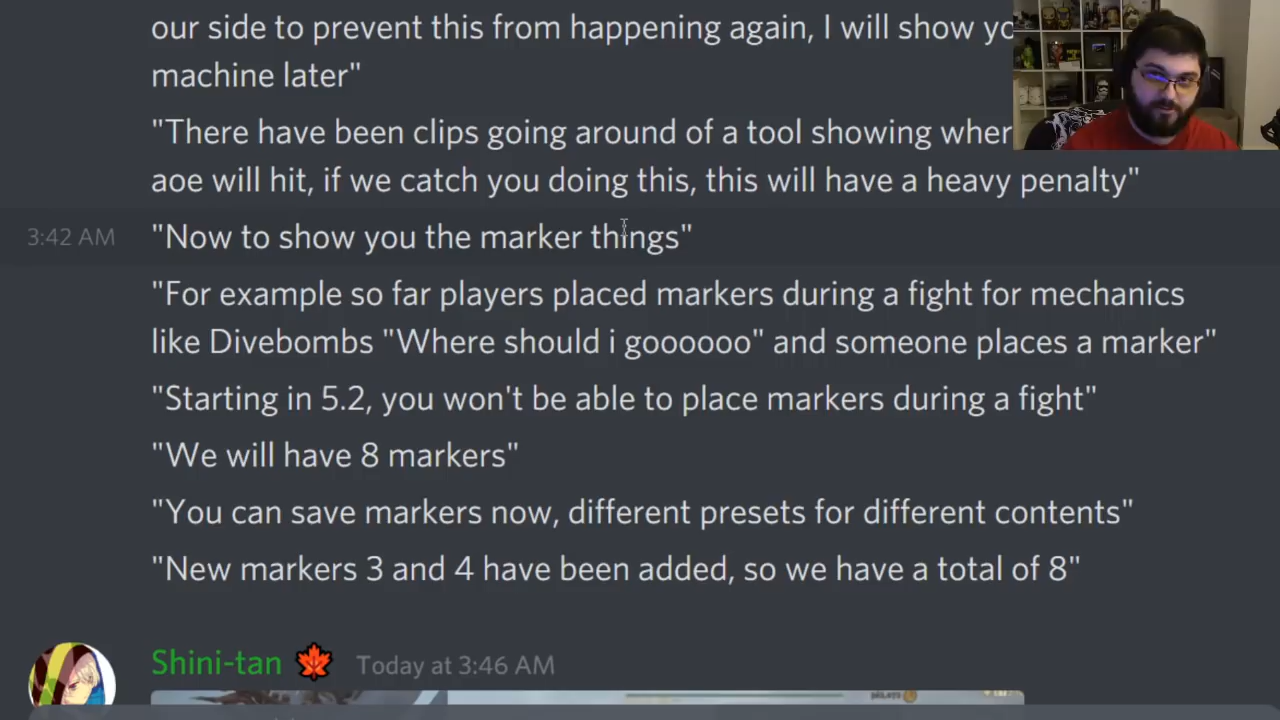 our side to prevent this from happening again, I will show
machine later"
"There have been clips going around of a tool showing
aoe will hit, if we catch you doing this, this will have a heavy penalty"
3:42 AM "Now to show you the marker things"
"For example so far players placed markers during a fight for mechanics
like Divebombs "Where should i goooooo" and someone places a marker"
"Starting in 5.2, you won't be able to place markers during a fight"
"We will have 8 markers"
"You can save markers now, different presets for different contents"
"New markers 3 and 4 have been added, so we have a total of 8"
Shini-tan Today at 3:46 AM